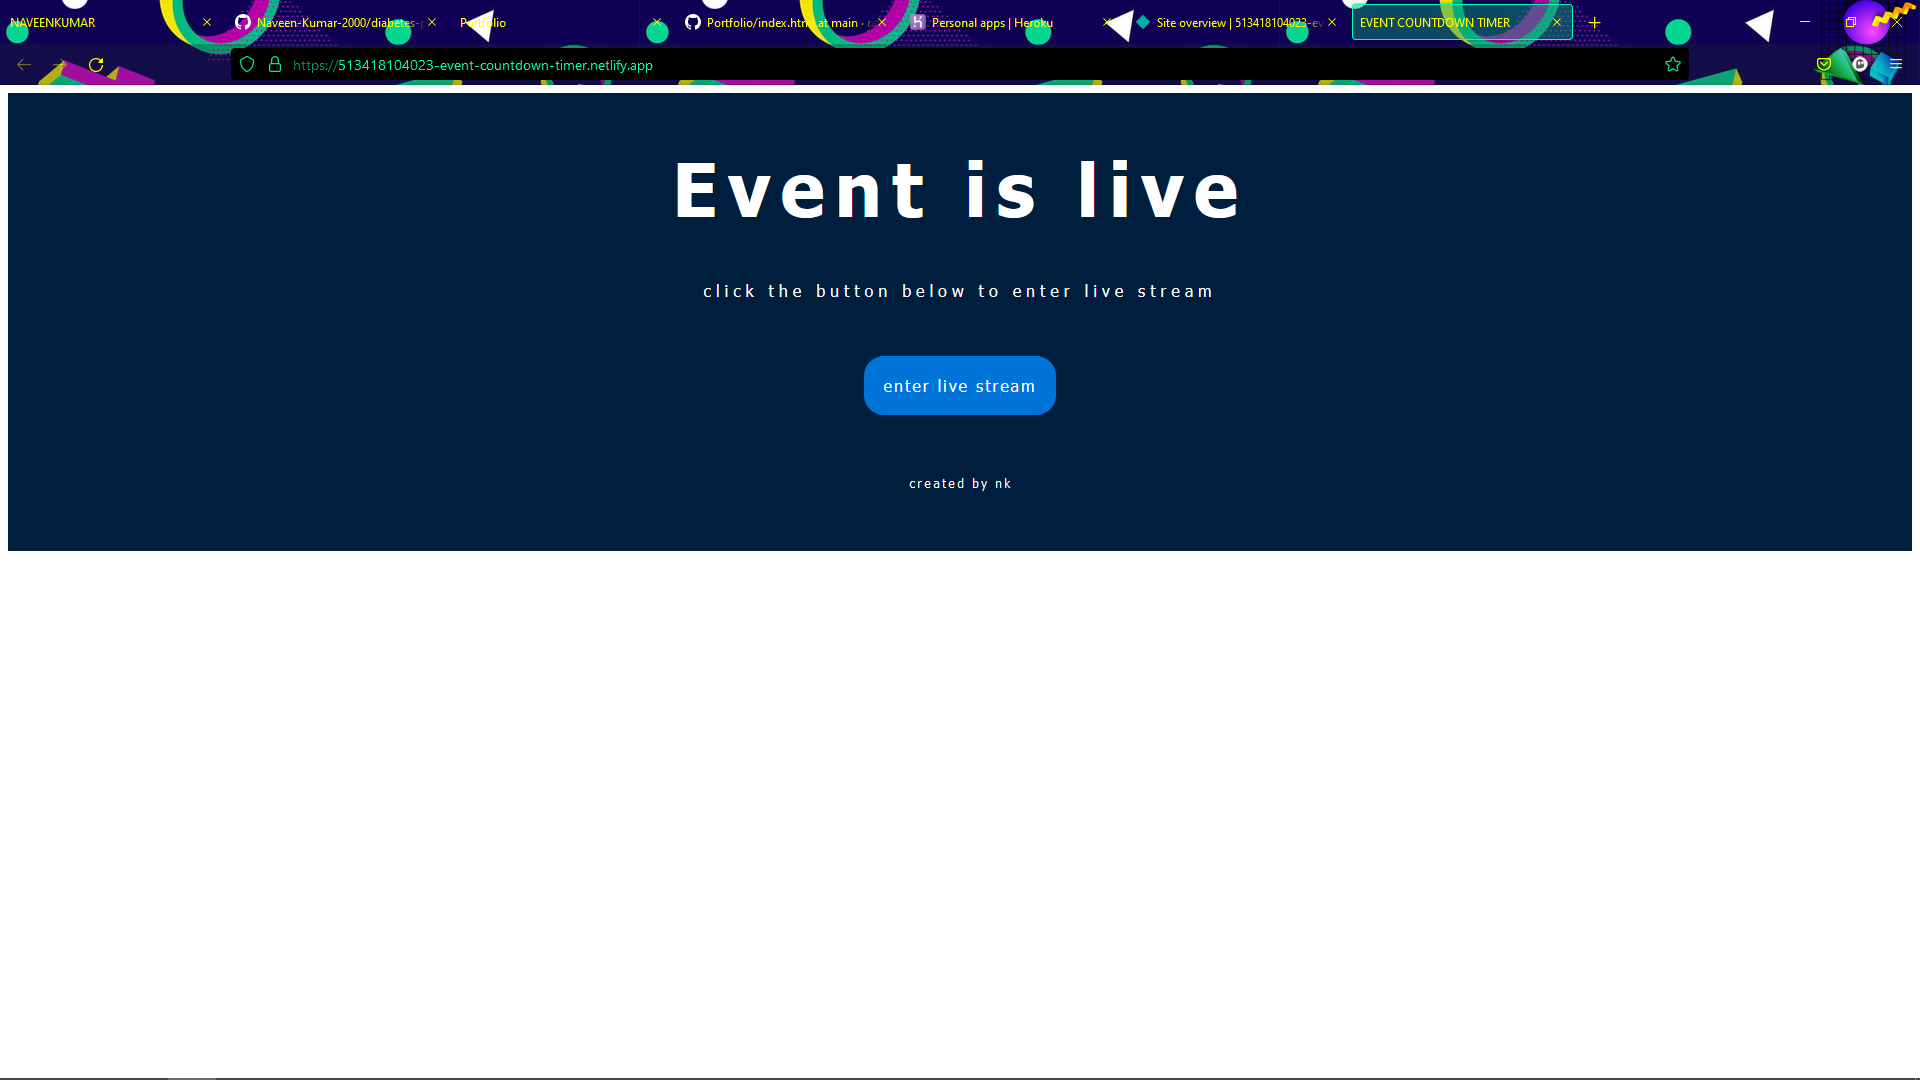 NAVEENKUMAR
Naveen-Kumar-2000/diabetes-p
Portfolio
Portfolio/index.html at main · ra
Personal apps | Heroku
Site overview | 513418104023-ev
EVENT COUNTDOWN TIMER
https://513418104023-event-countdown-timer.netlify.app
Event is live
click the button below to enter live stream
enter live stream
created by nk